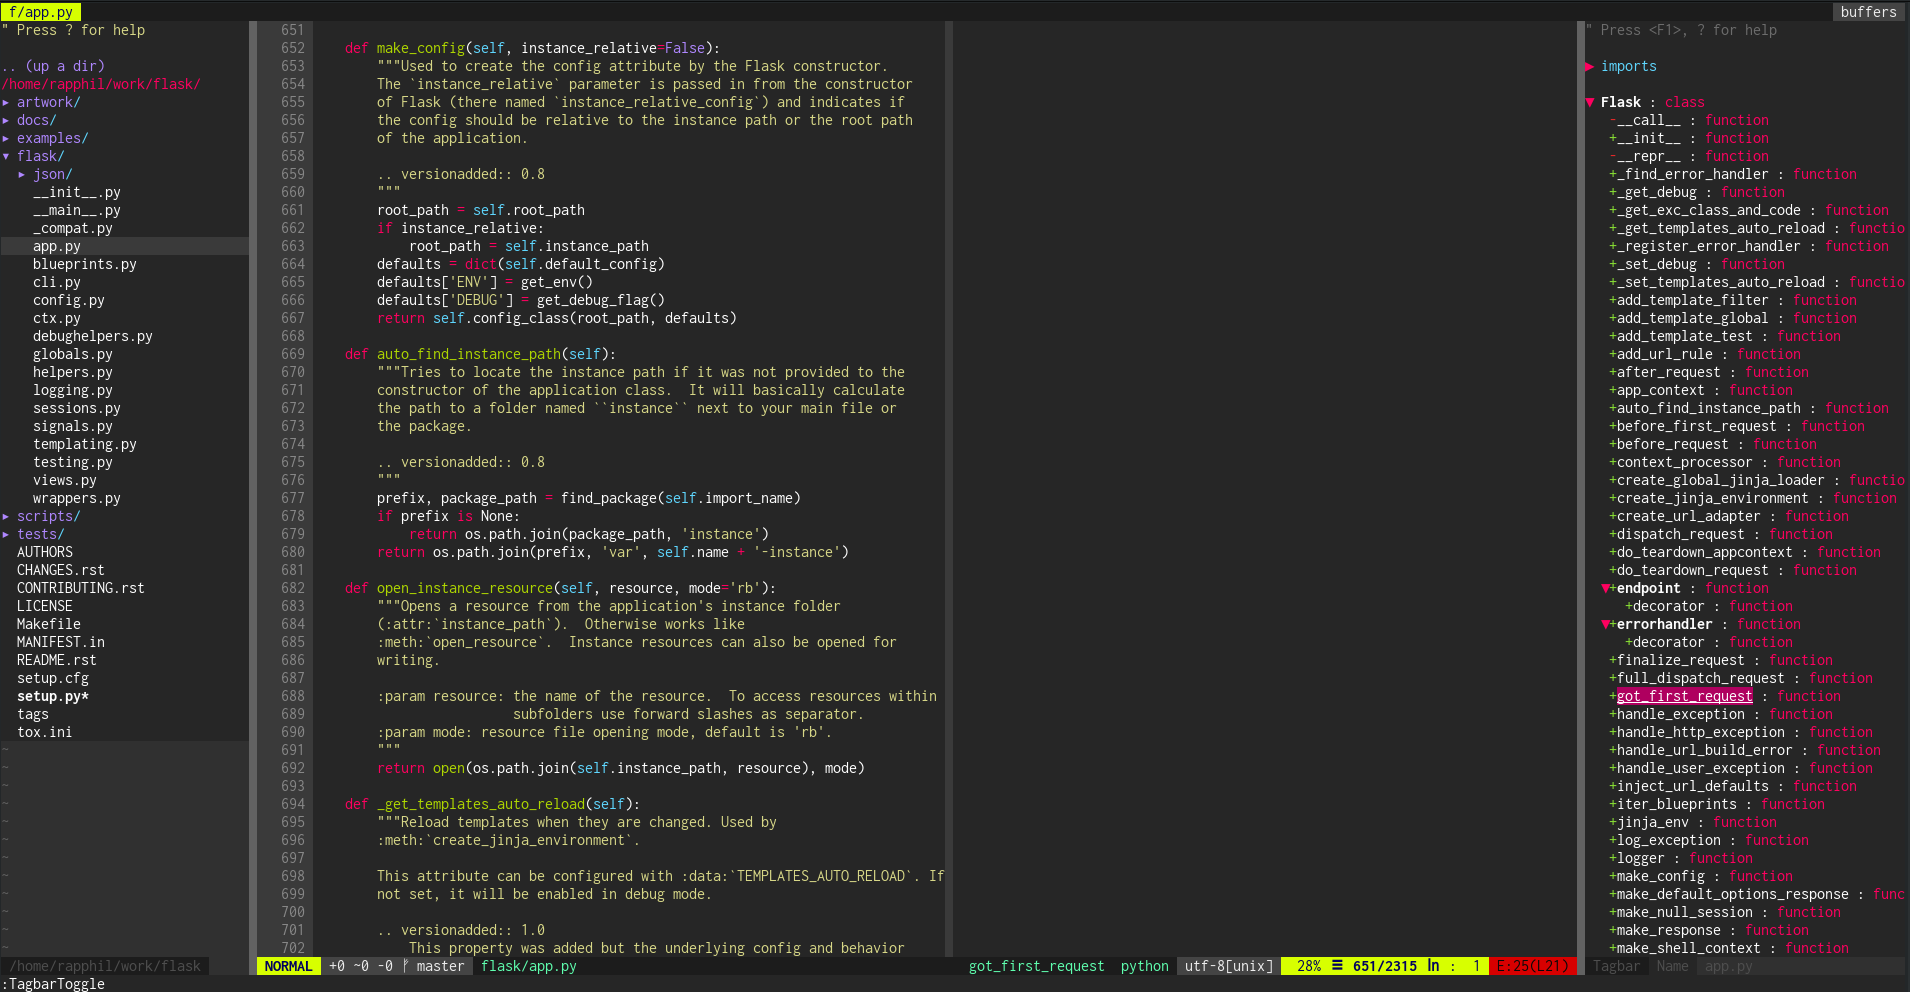 f/app.py
buffers
" Press ? for help
.. (up a dir)
/home/rapphil/work/flask/
▸ artwork/
▸ docs/
▸ examples/
▾ flask/
▸ json/
__init__.py
__main__.py
_compat.py
app.py
blueprints.py
cli.py
config.py
ctx.py
debughelpers.py
globals.py
helpers.py
logging.py
sessions.py
signals.py
templating.py
testing.py
views.py
wrappers.py
▸ scripts/
▸ tests/
AUTHORS
CHANGES.rst
CONTRIBUTING.rst
LICENSE
Makefile
MANIFEST.in
README.rst
setup.cfg
setup.py*
tags
tox.ini
~
~
~
~
~
~
~
~
~
~
~
~
651
652 def make_config(self, instance_relative=False):
653 """Used to create the config attribute by the Flask constructor.
654 The `instance_relative` parameter is passed in from the constructor
655 of Flask (there named `instance_relative_config`) and indicates if
656 the config should be relative to the instance path or the root path
657 of the application.
658
659 .. versionadded:: 0.8
660 """
661 root_path = self.root_path
662 if instance_relative:
663 root_path = self.instance_path
664 defaults = dict(self.default_config)
665 defaults['ENV'] = get_env()
666 defaults['DEBUG'] = get_debug_flag()
667 return self.config_class(root_path, defaults)
668
669 def auto_find_instance_path(self):
670 """Tries to locate the instance path if it was not provided to the
671 constructor of the application class.  It will basically calculate
672 the path to a folder named ``instance`` next to your main file or
673 the package.
674
675 .. versionadded:: 0.8
676 """
677 prefix, package_path = find_package(self.import_name)
678 if prefix is None:
679 return os.path.join(package_path, 'instance')
680 return os.path.join(prefix, 'var', self.name + '-instance')
681
682 def open_instance_resource(self, resource, mode='rb'):
683 """Opens a resource from the application's instance folder
684 (:attr:`instance_path`).  Otherwise works like
685 :meth:`open_resource`.  Instance resources can also be opened for
686 writing.
687
688 :param resource: the name of the resource.  To access resources within
689 subfolders use forward slashes as separator.
690 :param mode: resource file opening mode, default is 'rb'.
691 """
692 return open(os.path.join(self.instance_path, resource), mode)
693
694 def _get_templates_auto_reload(self):
695 """Reload templates when they are changed. Used by
696 :meth:`create_jinja_environment`.
697
698 This attribute can be configured with :data:`TEMPLATES_AUTO_RELOAD`. If
699 not set, it will be enabled in debug mode.
700
701 .. versionadded:: 1.0
702 This property was added but the underlying config and behavior
" Press <F1>, ? for help
▶ imports
▼ Flask : class
-__call__ : function
+__init__ : function
-__repr__ : function
+_find_error_handler : function
+_get_debug : function
+_get_exc_class_and_code : function
+_get_templates_auto_reload : functio
+_register_error_handler : function
+_set_debug : function
+_set_templates_auto_reload : functio
+add_template_filter : function
+add_template_global : function
+add_template_test : function
+add_url_rule : function
+after_request : function
+app_context : function
+auto_find_instance_path : function
+before_first_request : function
+before_request : function
+context_processor : function
+create_global_jinja_loader : functio
+create_jinja_environment : function
+create_url_adapter : function
+dispatch_request : function
+do_teardown_appcontext : function
+do_teardown_request : function
▼+endpoint : function
+decorator : function
▼+errorhandler : function
+decorator : function
+finalize_request : function
+full_dispatch_request : function
+got_first_request : function
+handle_exception : function
+handle_http_exception : function
+handle_url_build_error : function
+handle_user_exception : function
+inject_url_defaults : function
+iter_blueprints : function
+jinja_env : function
+log_exception : function
+logger : function
+make_config : function
+make_default_options_response : func
+make_null_session : function
+make_response : function
+make_shell_context : function
/home/rapphil/work/flask
NORMAL +0 ~0 -0 ᚠ master flask/app.py got_first_request python utf-8[unix] 28% ☰ 651/2315 ln : 1 E:25(L21)
Tagbar Name app.py
:TagbarToggle